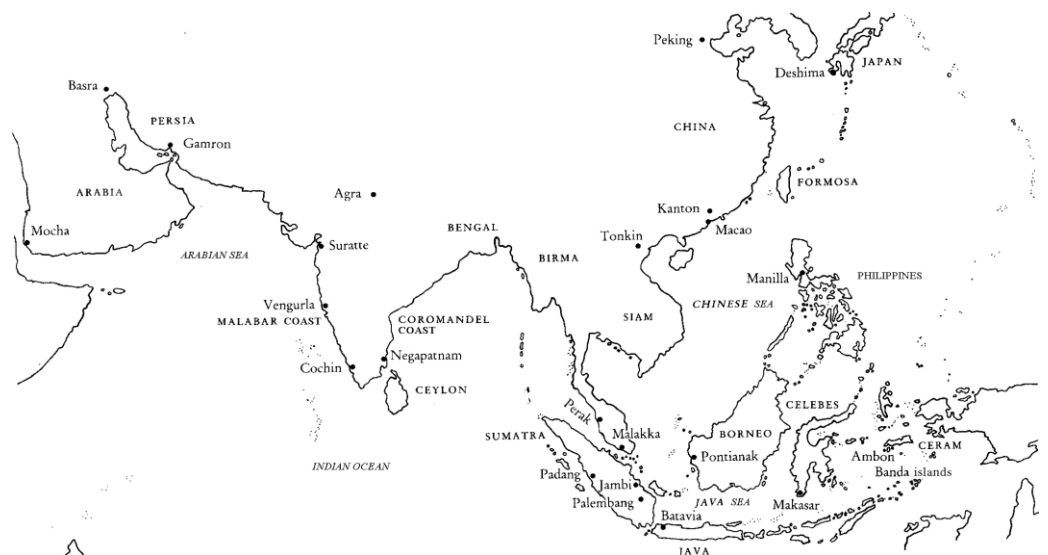 Peking
Deshima
JAPAN
Basra
PERSIA
Gamron
CHINA
ARABIA
Agra
FORMOSA
Kanton
Macao
Mocha
BENGAL
Tonkin
Suratte
ARABIAN SEA
BIRMA
Manilla
PHILIPPINES
Vengurla
MALABAR COAST
COROMANDEL
COAST
SIAM
CHINESE SEA
Negapatnam
Cochin
CEYLON
Perak
CELEBES
SUMATRA
Malakka
BORNEO
CERAM
Pontianak
Ambon
INDIAN OCEAN
Padang
Jambi
Banda islands
Palembang
JAVA SEA
Makasar
Batavia
JAVA